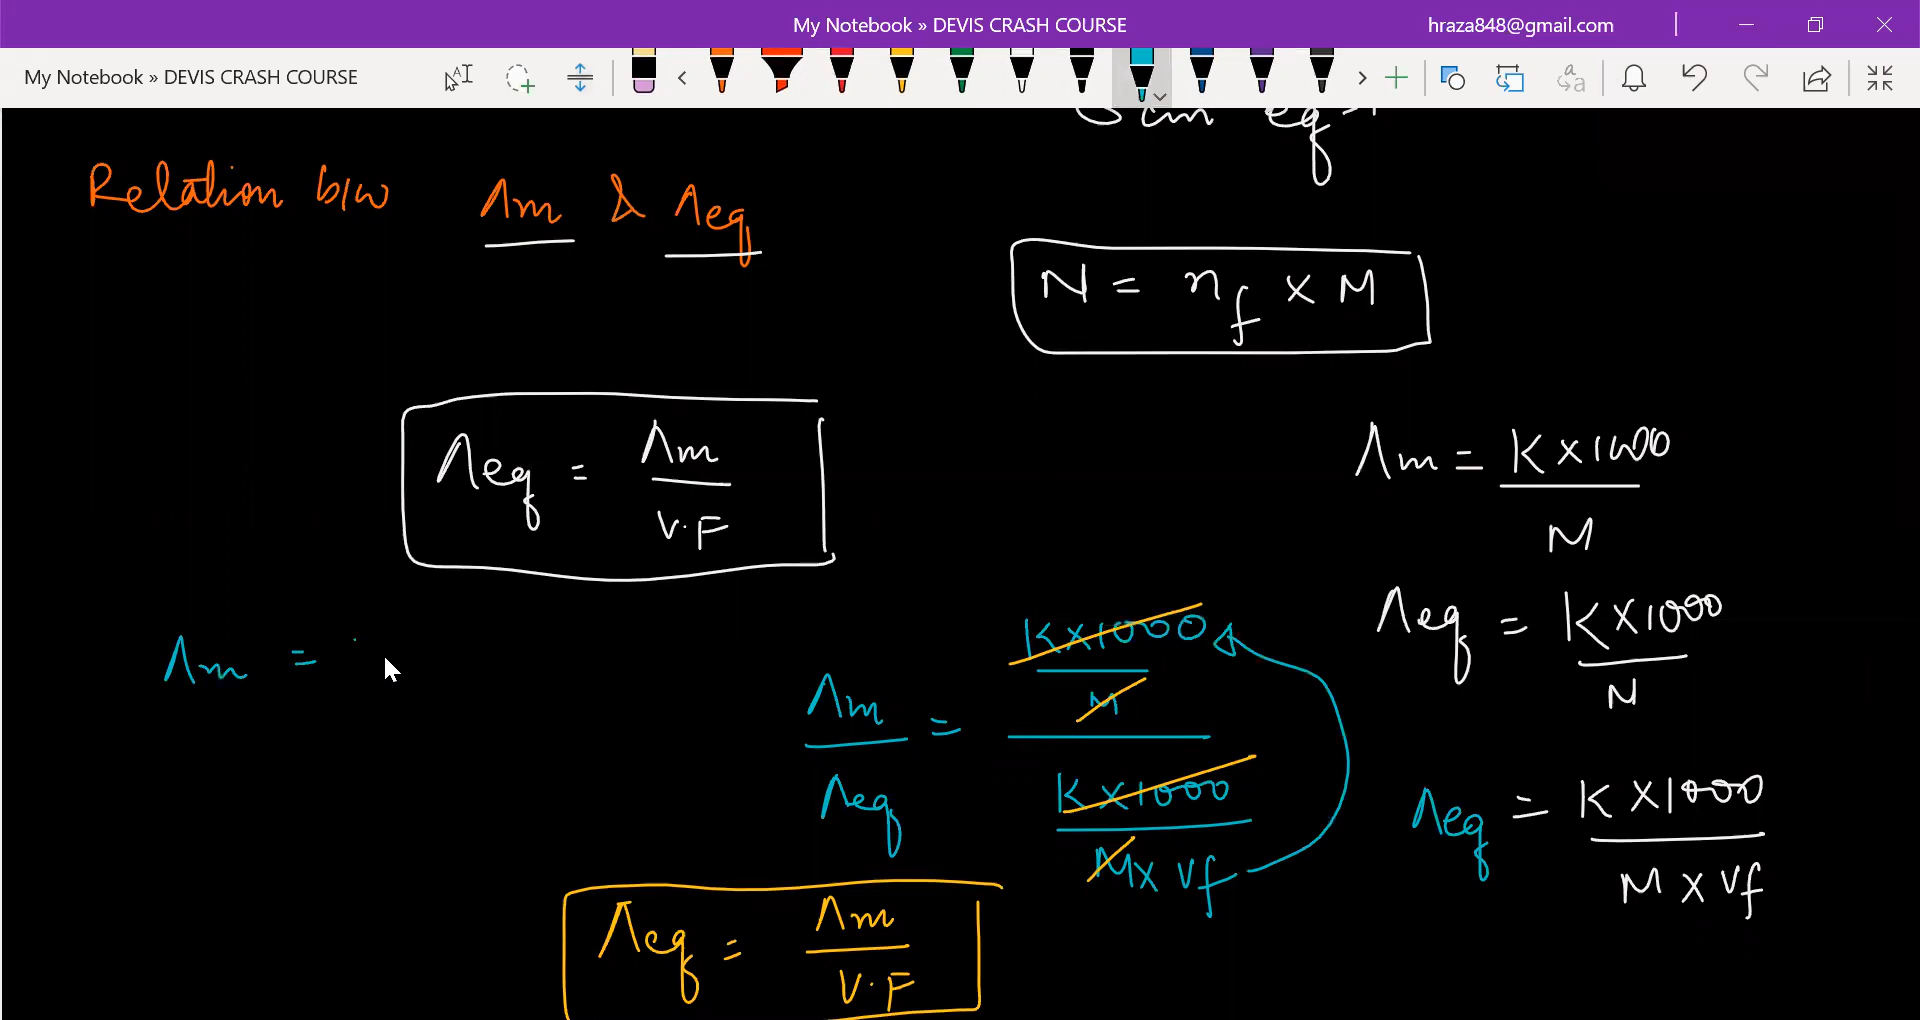 My Notebook » DEVIS CRASH COURSE
hraza848@gmail.com
My Notebook » DEVIS CRASH COURSE
Relation b/w Λm & Λeq
N = nf × M
Λeq = Λm / V.F
Λm = K×1000 / M
Λeq = K×1000 / N
Λm =
Λm / Λeq = K×1000 / M / K×1000 / M× Vf
Λeq = K×1000 / M × Vf
Λeq = Λm / V.F